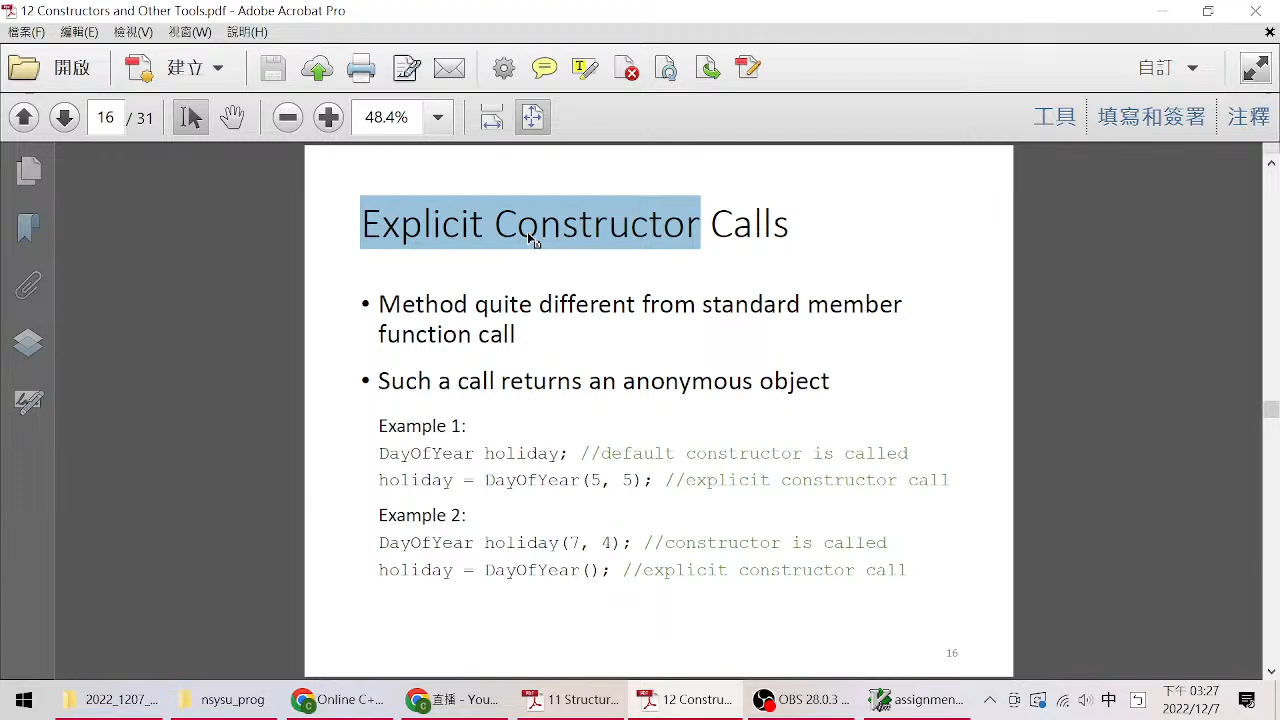 12 Constructors and Other Tools.pdf - Adobe Acrobat Pro
檔案(F) 編輯(E) 檢視(V) 視窗(W) 說明(H)
開啟 建立 自訂
16 / 31 48.4% 工具 填寫和簽署 注釋
Explicit Constructor Calls
• Method quite different from standard member
function call
• Such a call returns an anonymous object
Example 1:
DayOfYear holiday; //default constructor is called
holiday = DayOfYear(5, 5); //explicit constructor call
Example 2:
DayOfYear holiday(7, 4); //constructor is called
holiday = DayOfYear(); //explicit constructor call
16
2022_1207... nsysu_prog Online C+... 直播 - You... 11 Structur... 12 Constru... OBS 28.0.3 ... assignmen... 中 下午 03:27
2022/12/7